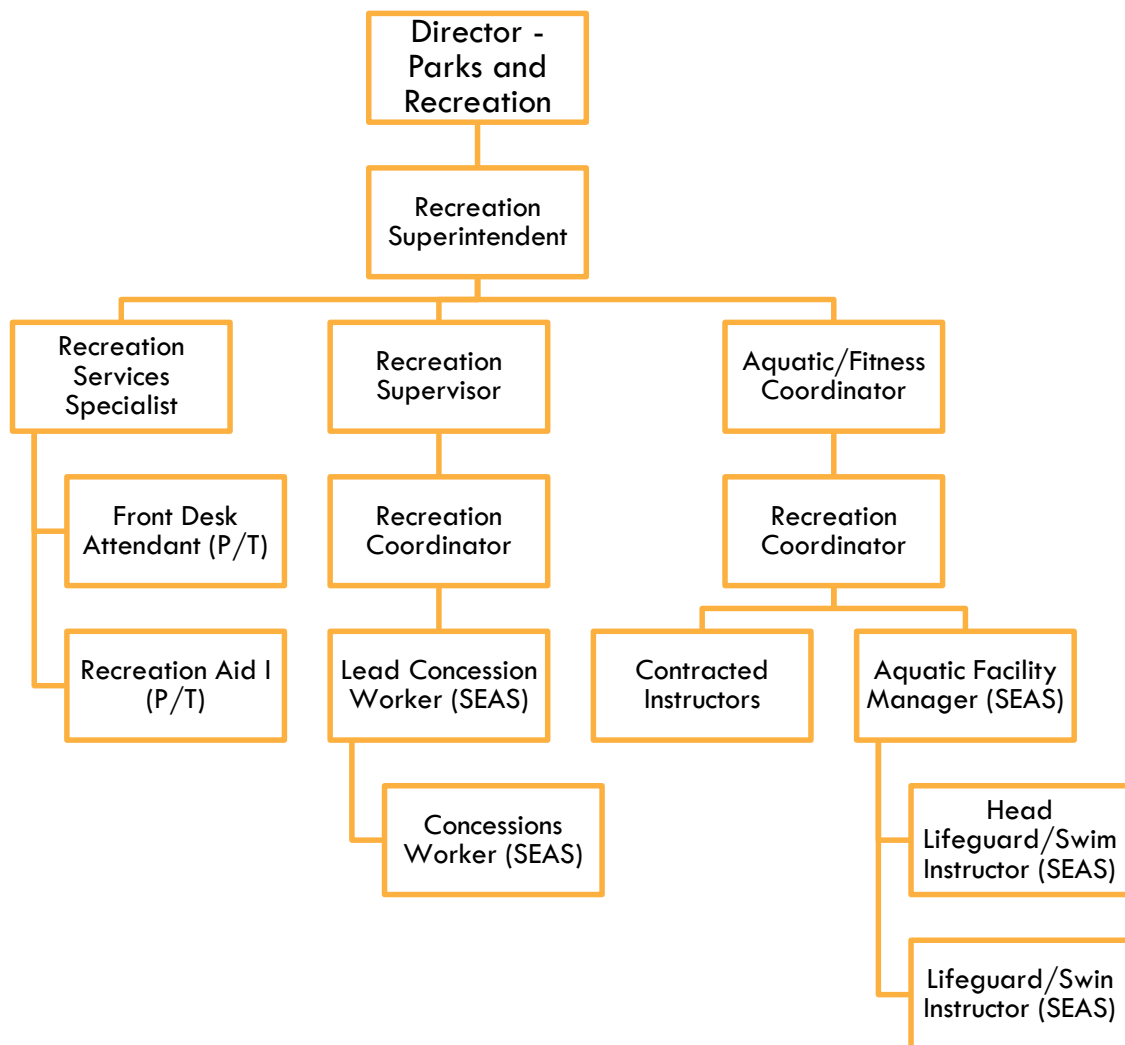 Director -
Parks and
Recreation
Recreation
Superintendent
Recreation
Services
Specialist
Recreation
Supervisor
Aquatic/Fitness
Coordinator
Front Desk
Attendant (P/T)
Recreation
Coordinator
Recreation
Coordinator
Recreation Aid I
(P/T)
Lead Concession
Worker (SEAS)
Contracted
Instructors
Aquatic Facility
Manager (SEAS)
Concessions
Worker (SEAS)
Head
Lifeguard/Swim
Instructor (SEAS)
Lifeguard/Swin
Instructor (SEAS)